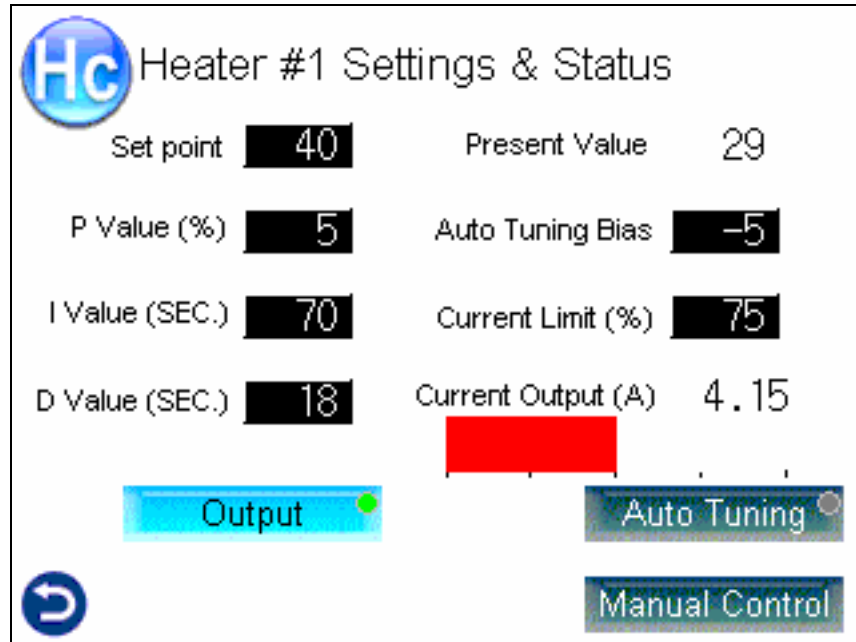 Hc
Heater #1 Settings & Status
Set point 40
Present Value 29
P Value (%) 5
Auto Tuning Bias -5
I Value (SEC.) 70
Current Limit (%) 75
D Value (SEC.) 18
Current Output (A) 4.15
Output
Auto Tuning
Manual Control